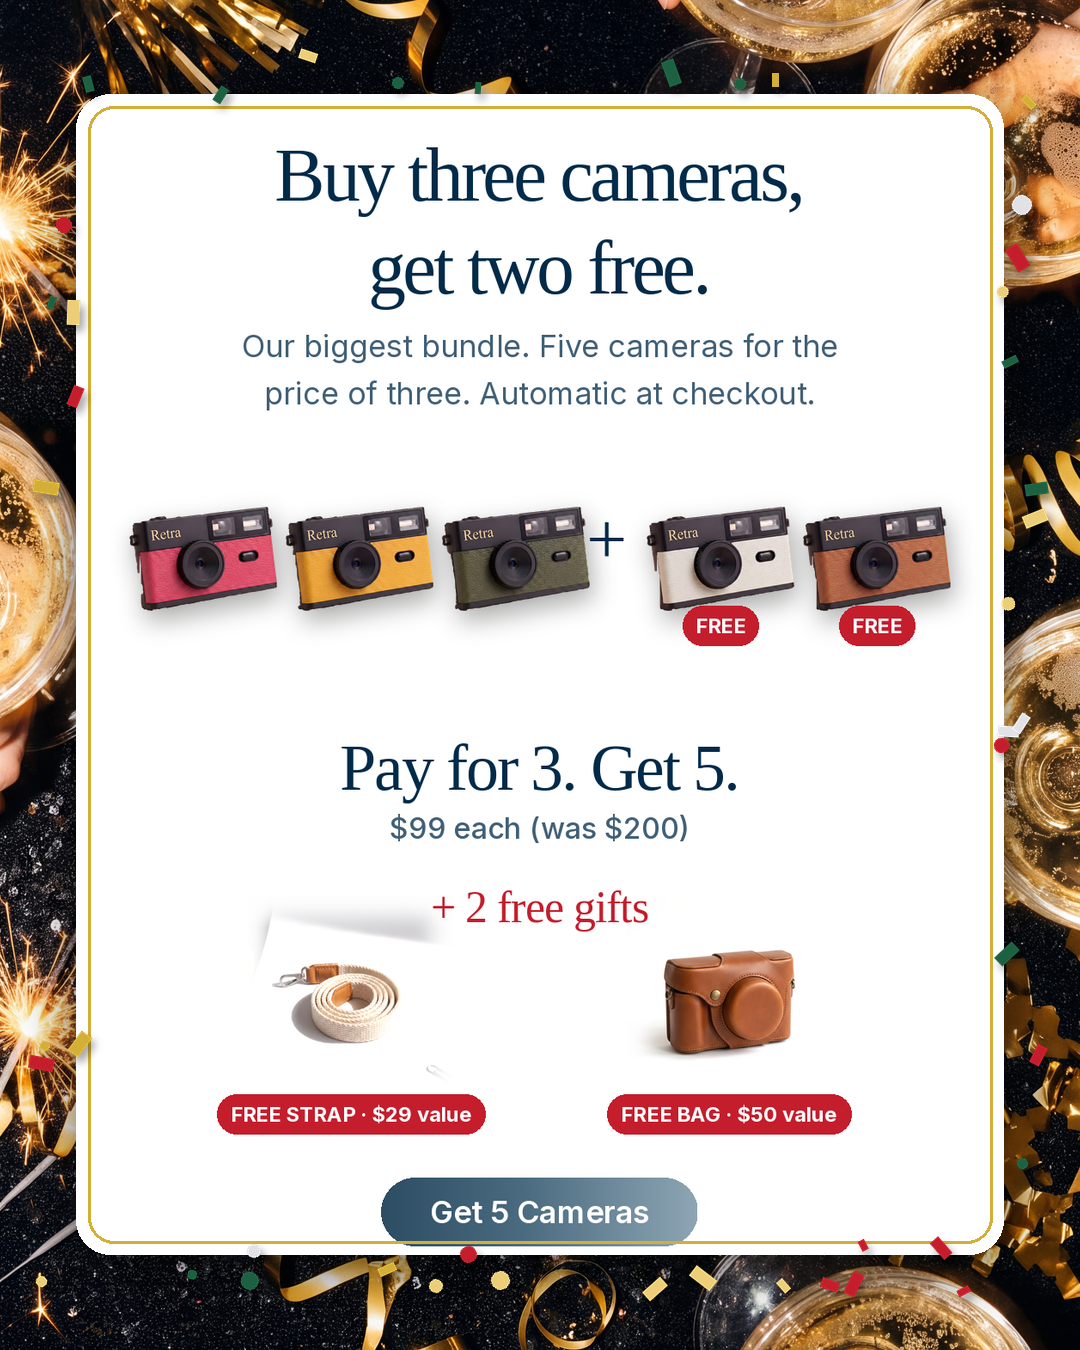 Buy three cameras,
get two free.
Our biggest bundle. Five cameras for the
price of three. Automatic at checkout.
Retra Retra Retra + Retra Retra
FREE FREE
Pay for 3. Get 5.
$99 each (was $200)
+ 2 free gifts
FREE STRAP · $29 value FREE BAG · $50 value
Get 5 Cameras